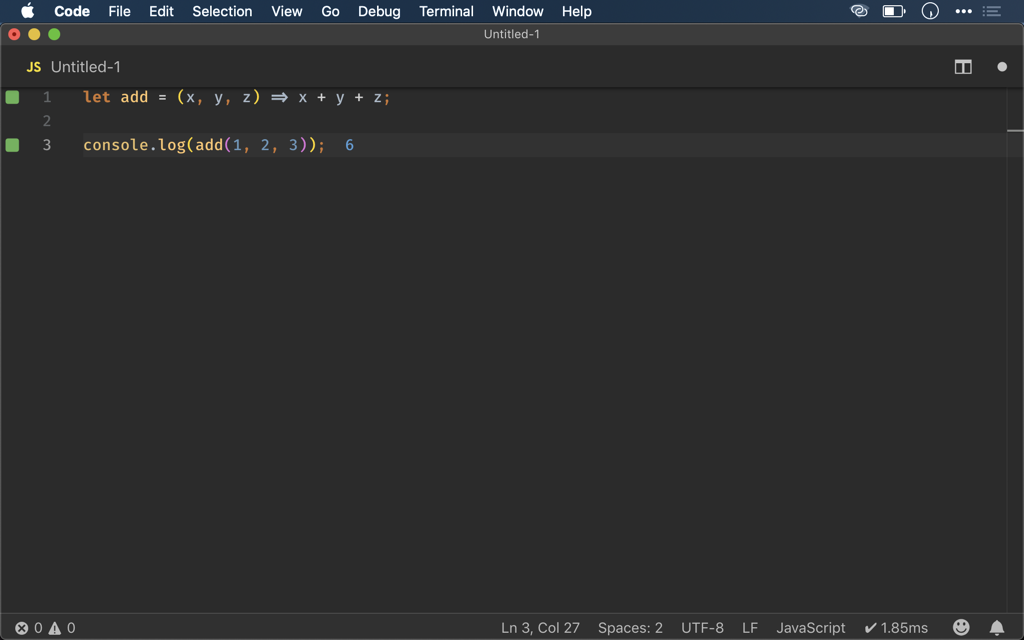 Code File Edit Selection View Go Debug Terminal Window Help
Untitled-1
JS Untitled-1
1 let add = (x, y, z) => x + y + z;
2
3 console.log(add(1, 2, 3)); 6
0 0 Ln 3, Col 27 Spaces: 2 UTF-8 LF JavaScript ✔ 1.85ms